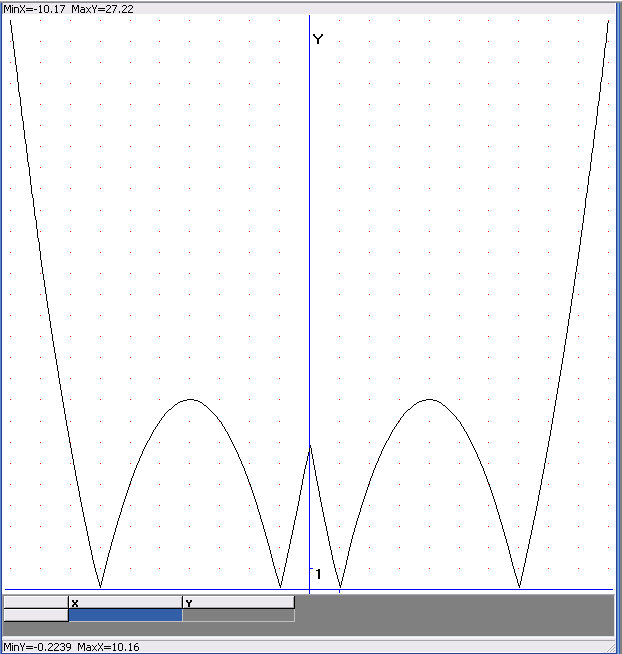 MinX=-10.17 MaxY=27.22
Y
1
X Y
MinY=-0.2239 MaxX=10.16